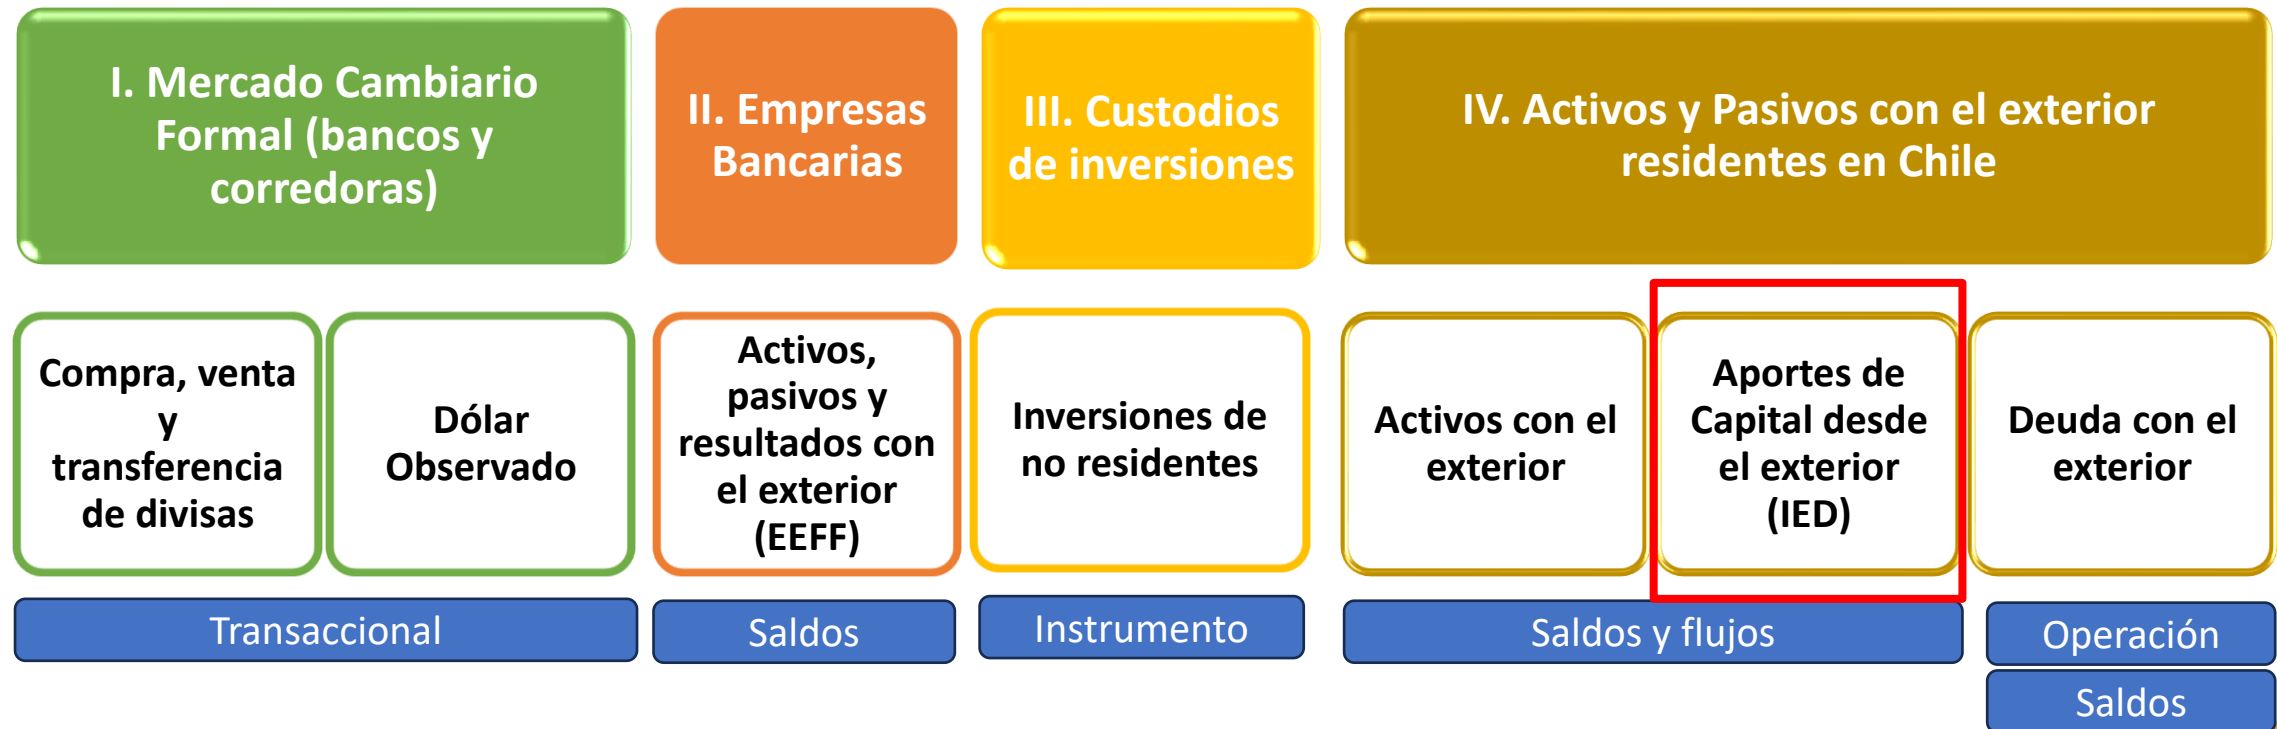 I. Mercado Cambiario
Formal (bancos y
corredoras)
II. Empresas
Bancarias
III. Custodios
de inversiones
IV. Activos y Pasivos con el exterior
residentes en Chile
Compra, venta
y
transferencia
de divisas
Dólar
Observado
Activos,
pasivos y
resultados con
el exterior
(EEFF)
Inversiones de
no residentes
Activos con el
exterior
Aportes de
Capital desde
el exterior
(IED)
Deuda con el
exterior
Transaccional
Saldos
Instrumento
Saldos y flujos
Operación
Saldos